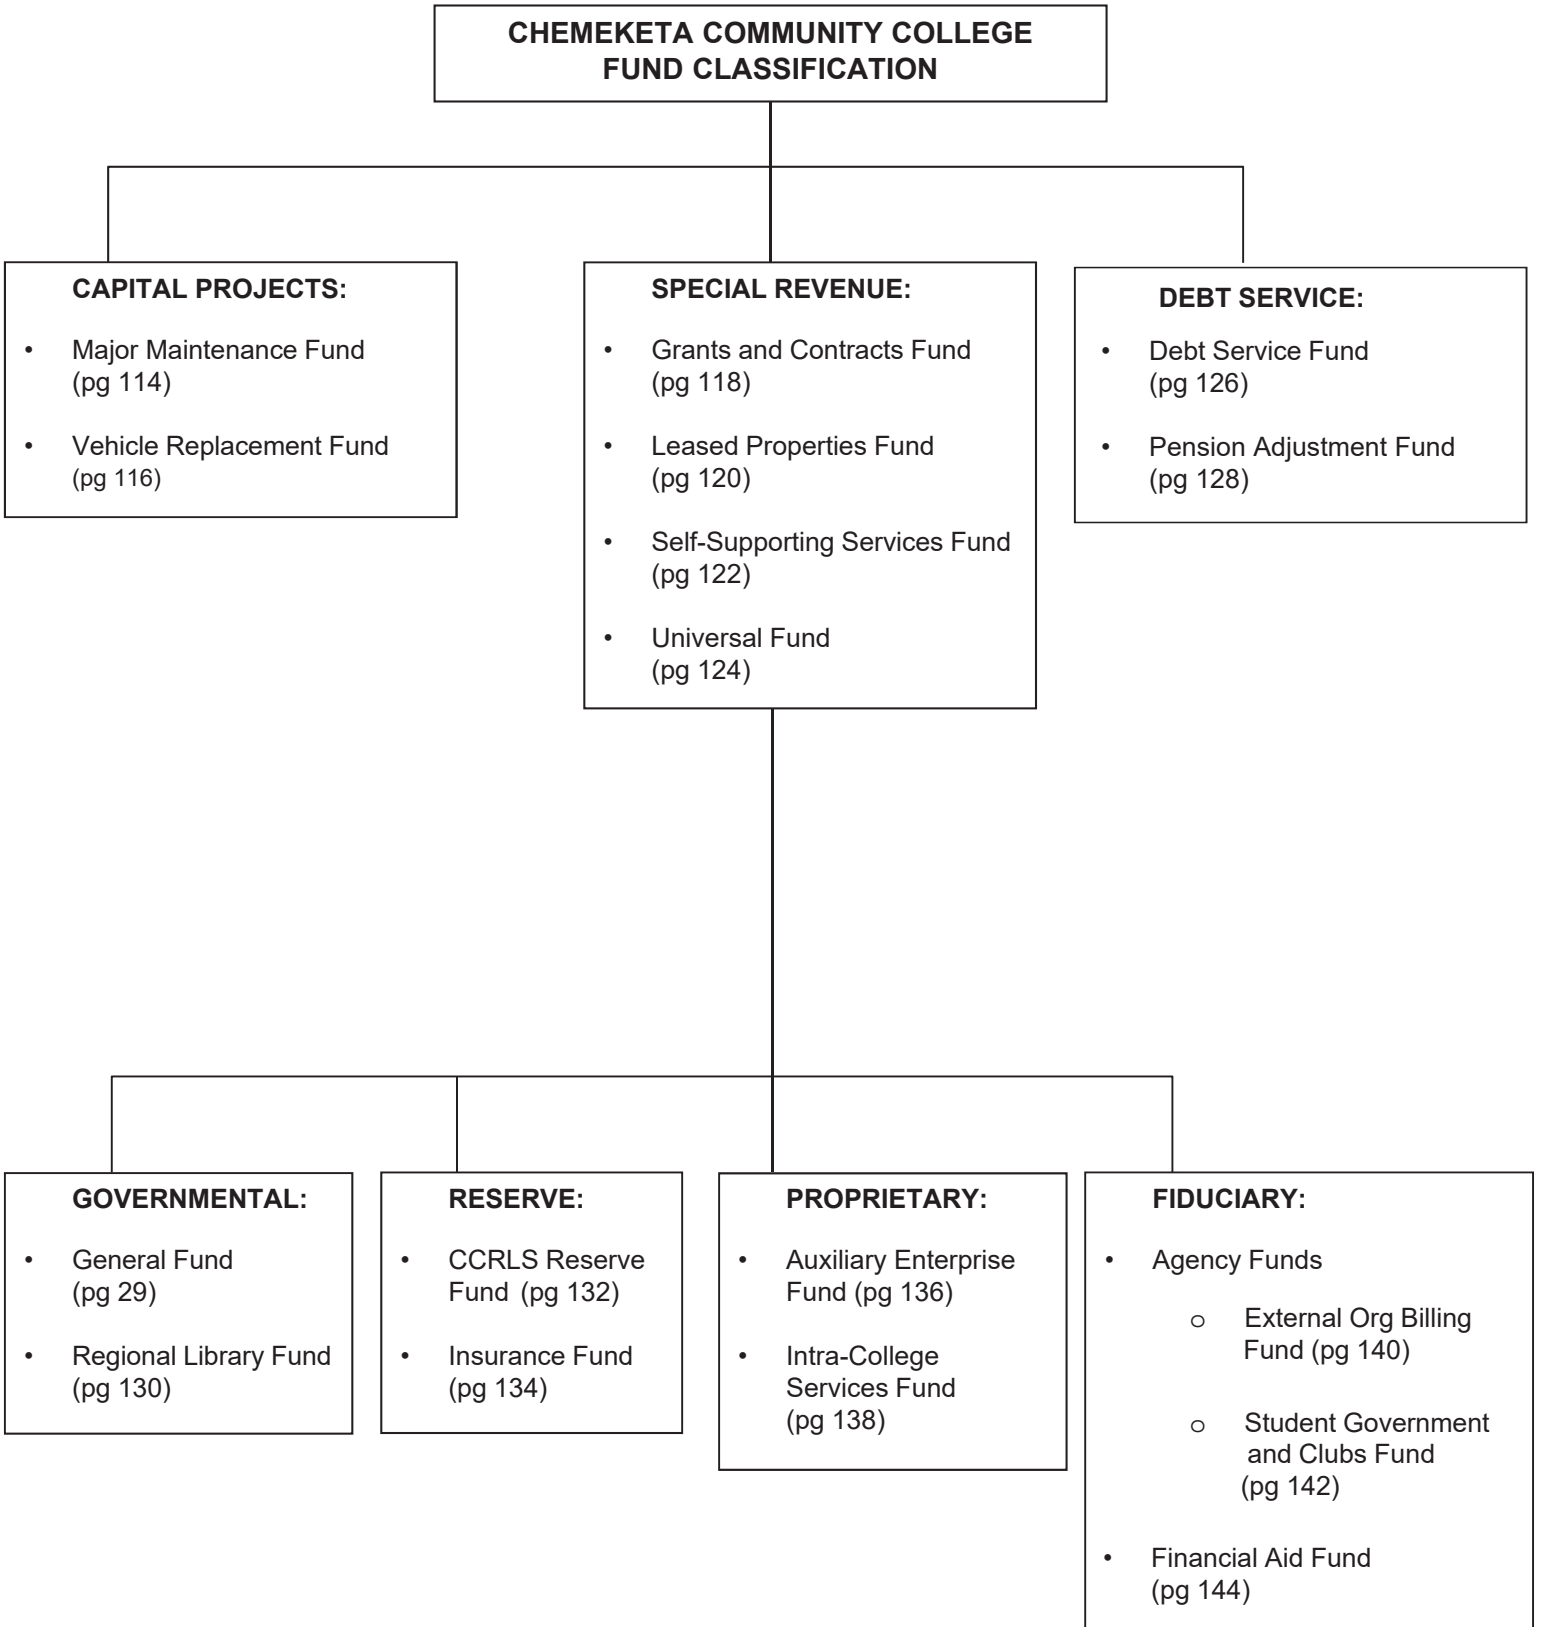 CHEMEKETA COMMUNITY COLLEGE
FUND CLASSIFICATION
CAPITAL PROJECTS:
• Major Maintenance Fund
(pg 114)
• Vehicle Replacement Fund
(pg 116)
SPECIAL REVENUE:
• Grants and Contracts Fund
(pg 118)
• Leased Properties Fund
(pg 120)
• Self-Supporting Services Fund
(pg 122)
• Universal Fund
(pg 124)
DEBT SERVICE:
• Debt Service Fund
(pg 126)
• Pension Adjustment Fund
(pg 128)
GOVERNMENTAL:
• General Fund
(pg 29)
• Regional Library Fund
(pg 130)
RESERVE:
• CCRLS Reserve
Fund (pg 132)
• Insurance Fund
(pg 134)
PROPRIETARY:
• Auxiliary Enterprise
Fund (pg 136)
• Intra-College
Services Fund
(pg 138)
FIDUCIARY:
• Agency Funds
o External Org Billing
Fund (pg 140)
o Student Government
and Clubs Fund
(pg 142)
• Financial Aid Fund
(pg 144)